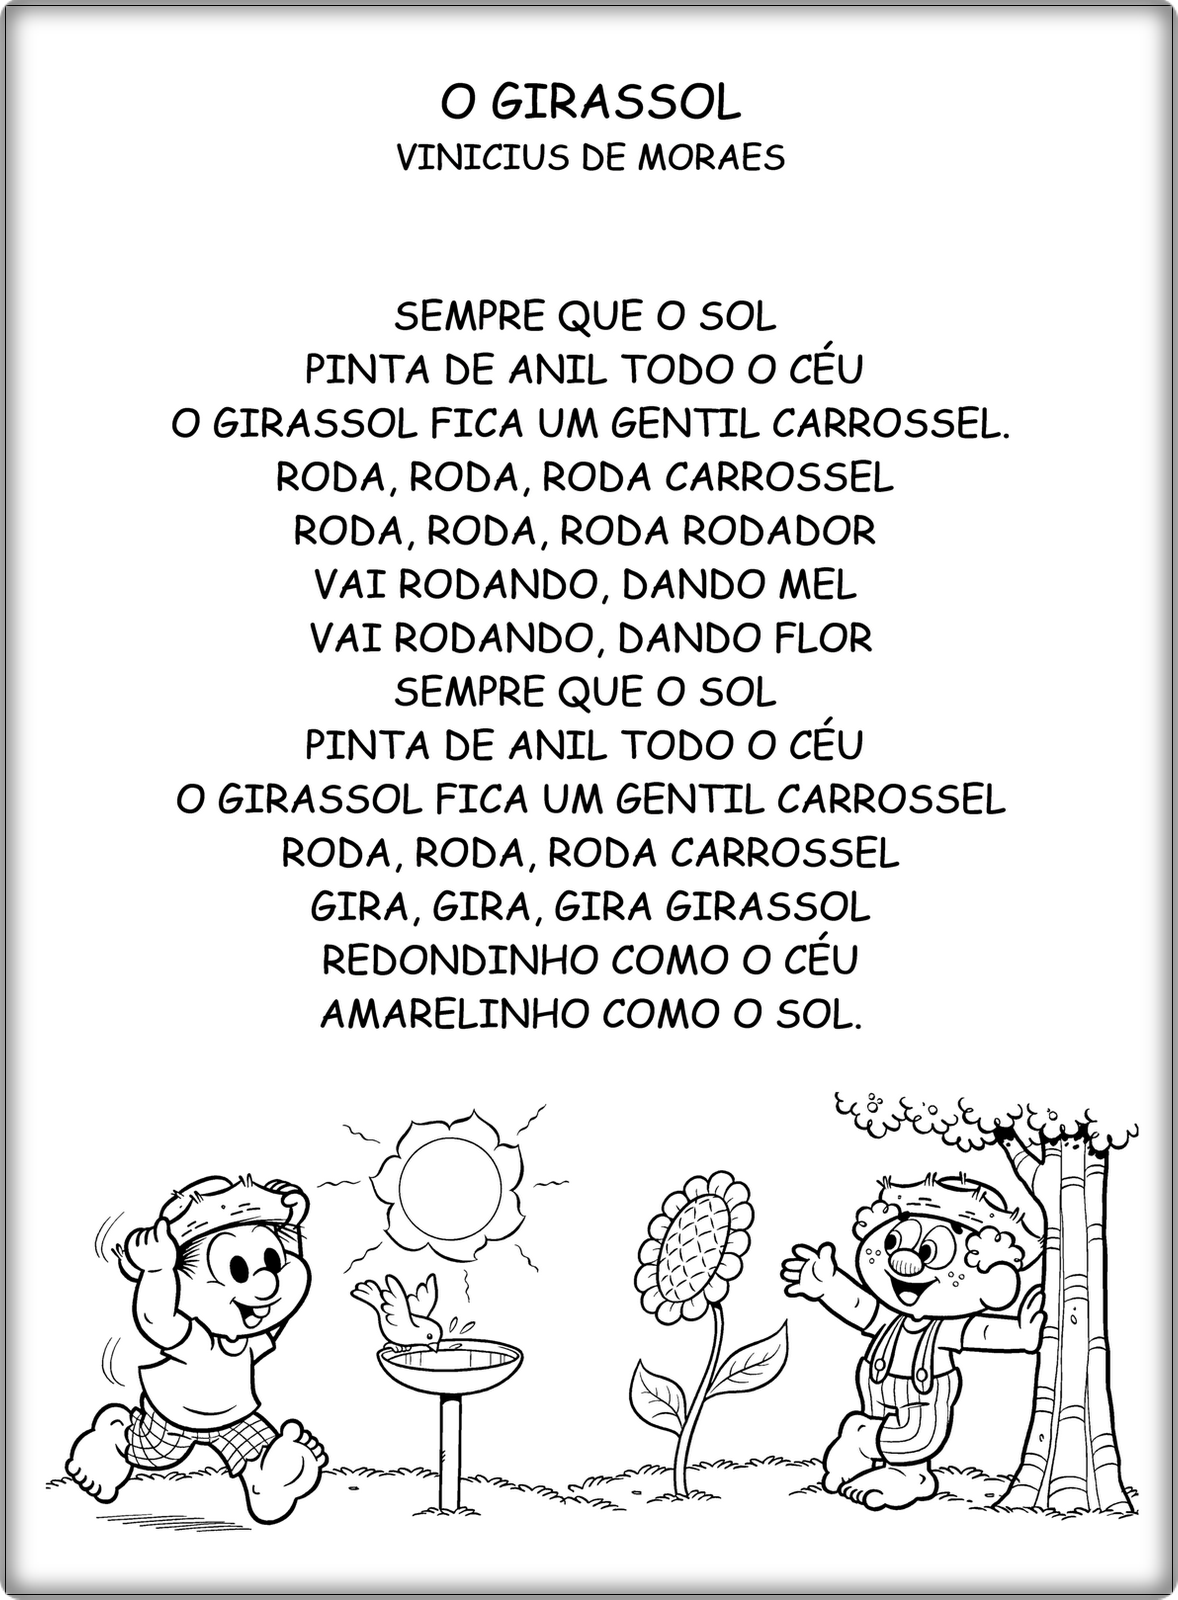 O GIRASSOL
VINICIUS DE MORAES
SEMPRE QUE O SOL
PINTA DE ANIL TODO O CÉU
O GIRASSOL FICA UM GENTIL CARROSSEL.
RODA, RODA, RODA CARROSSEL
RODA, RODA, RODA RODADOR
VAI RODANDO, DANDO MEL
VAI RODANDO, DANDO FLOR
SEMPRE QUE O SOL
PINTA DE ANIL TODO O CÉU
O GIRASSOL FICA UM GENTIL CARROSSEL
RODA, RODA, RODA CARROSSEL
GIRA, GIRA, GIRA GIRASSOL
REDONDINHO COMO O CÉU
AMARELINHO COMO O SOL.